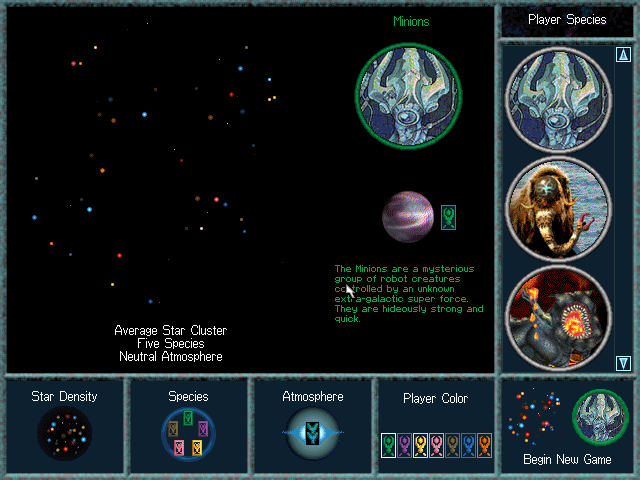 Minions
Player Species
The Minions are a mysterious
group of robot creatures
controlled by an unknown
extra-galactic super force.
They are hideously strong and
quick.
Average Star Cluster
Five Species
Neutral Atmosphere
Star Density
Species
Atmosphere
Player Color
Begin New Game